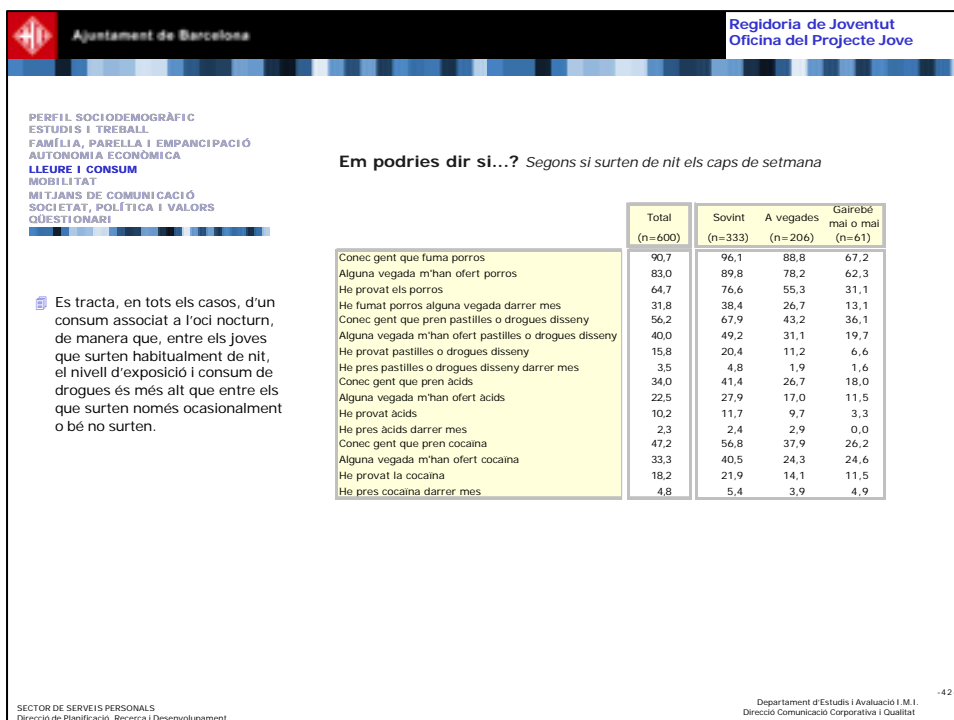 Ajuntament de Barcelona
Regidoria de Joventut
Oficina del Projecte Jove
PERFIL SOCIODEMOGRÀFIC
ESTUDIS I TREBALL
FAMÍLIA, PARELLA I EMPANCIPACIÓ
AUTONOMIA ECONÒMICA
LLEURE I CONSUM
MOBILITAT
MITJANS DE COMUNICACIÓ
SOCIETAT, POLÍTICA I VALORS
QÜESTIONARI
Es tracta, en tots els casos, d'un
consum associat a l'oci nocturn,
de manera que, entre els joves
que surten habitualment de nit,
el nivell d'exposició i consum de
drogues és més alt que entre els
que surten només ocasionalment
o bé no surten.
Em podries dir si...? Segons si surten de nit els caps de setmana
Total Sovint A vegades Gairebé mai o mai
(n=600) (n=333) (n=206) (n=61)
Conec gent que fuma porros 90,7 96,1 88,8 67,2
Alguna vegada m'han ofert porros 83,0 89,8 78,2 62,3
He provat els porros 64,7 76,6 55,3 31,1
He fumat porros alguna vegada darrer mes 31,8 38,4 26,7 13,1
Conec gent que pren pastilles o drogues disseny 56,2 67,9 43,2 36,1
Alguna vegada m'han ofert pastilles o drogues disseny 40,0 49,2 31,1 19,7
He provat pastilles o drogues disseny 15,8 20,4 11,2 6,6
He pres pastilles o drogues disseny darrer mes 3,5 4,8 1,9 1,6
Conec gent que pren àcids 34,0 41,4 26,7 18,0
Alguna vegada m'han ofert àcids 22,5 27,9 17,0 11,5
He provat àcids 10,2 11,7 9,7 3,3
He pres àcids darrer mes 2,3 2,4 2,9 0,0
Conec gent que pren cocaïna 47,2 56,8 37,9 26,2
Alguna vegada m'han ofert cocaïna 33,3 40,5 24,3 24,6
He provat la cocaïna 18,2 21,9 14,1 11,5
He pres cocaïna darrer mes 4,8 5,4 3,9 4,9
SECTOR DE SERVEIS PERSONALS
Direcció de Planificació, Recerca i Desenvolupament
Departament d'Estudis i Avaluació I.M.I.
Direcció Comunicació Corporativa i Qualitat
-42